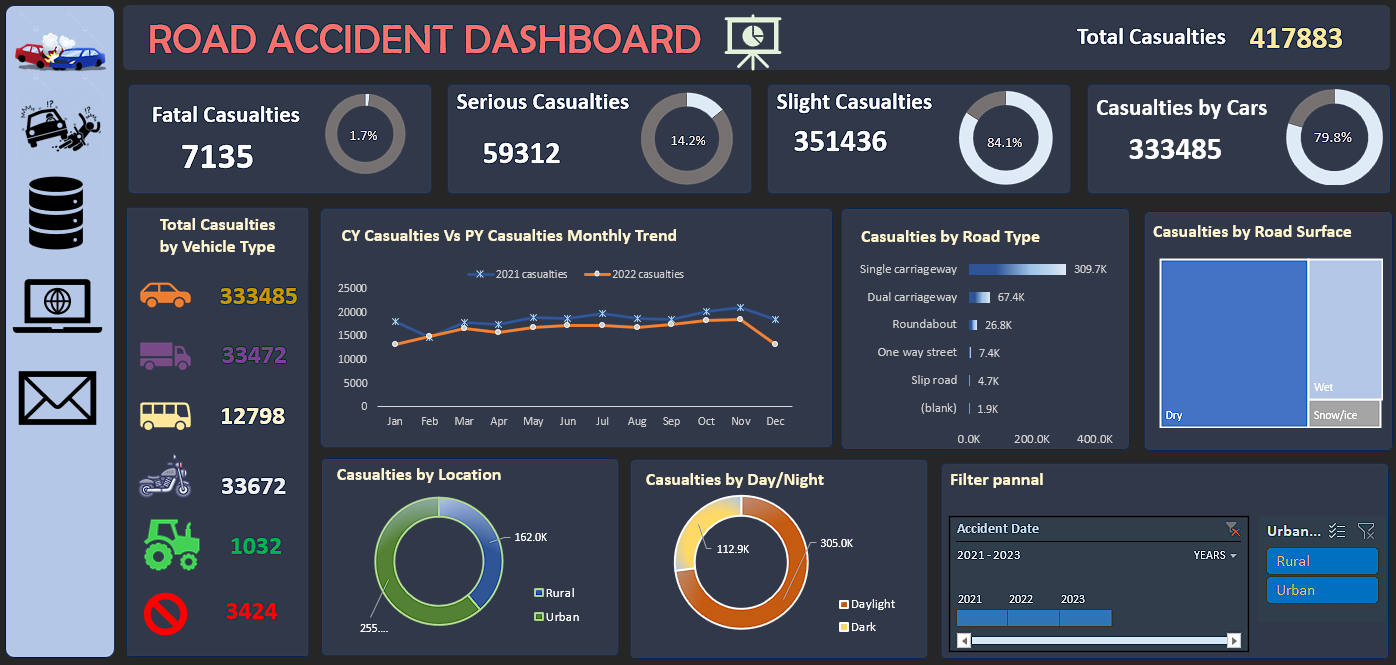 ROAD ACCIDENT DASHBOARD
Total Casualties 417883
Fatal Casualties
7135
1.7%
Serious Casualties
59312
14.2%
Slight Casualties
351436
84.1%
Casualties by Cars
333485
79.8%
Total Casualties
by Vehicle Type
333485
33472
12798
33672
1032
3424
CY Casualties Vs PY Casualties Monthly Trend
2021 casualties 2022 casualties
25000
20000
15000
10000
5000
0
Jan Feb Mar Apr May Jun Jul Aug Sep Oct Nov Dec
Casualties by Road Type
Single carriageway 309.7K
Dual carriageway 67.4K
Roundabout 26.8K
One way street 7.4K
Slip road 4.7K
(blank) 1.9K
0.0K 200.0K 400.0K
Casualties by Road Surface
Dry
Wet
Snow/ice
Casualties by Location
162.0K
255....
Rural
Urban
Casualties by Day/Night
305.0K
112.9K
Daylight
Dark
Filter pannal
Accident Date
2021 - 2023 YEARS
2021 2022 2023
Urban...
Rural
Urban